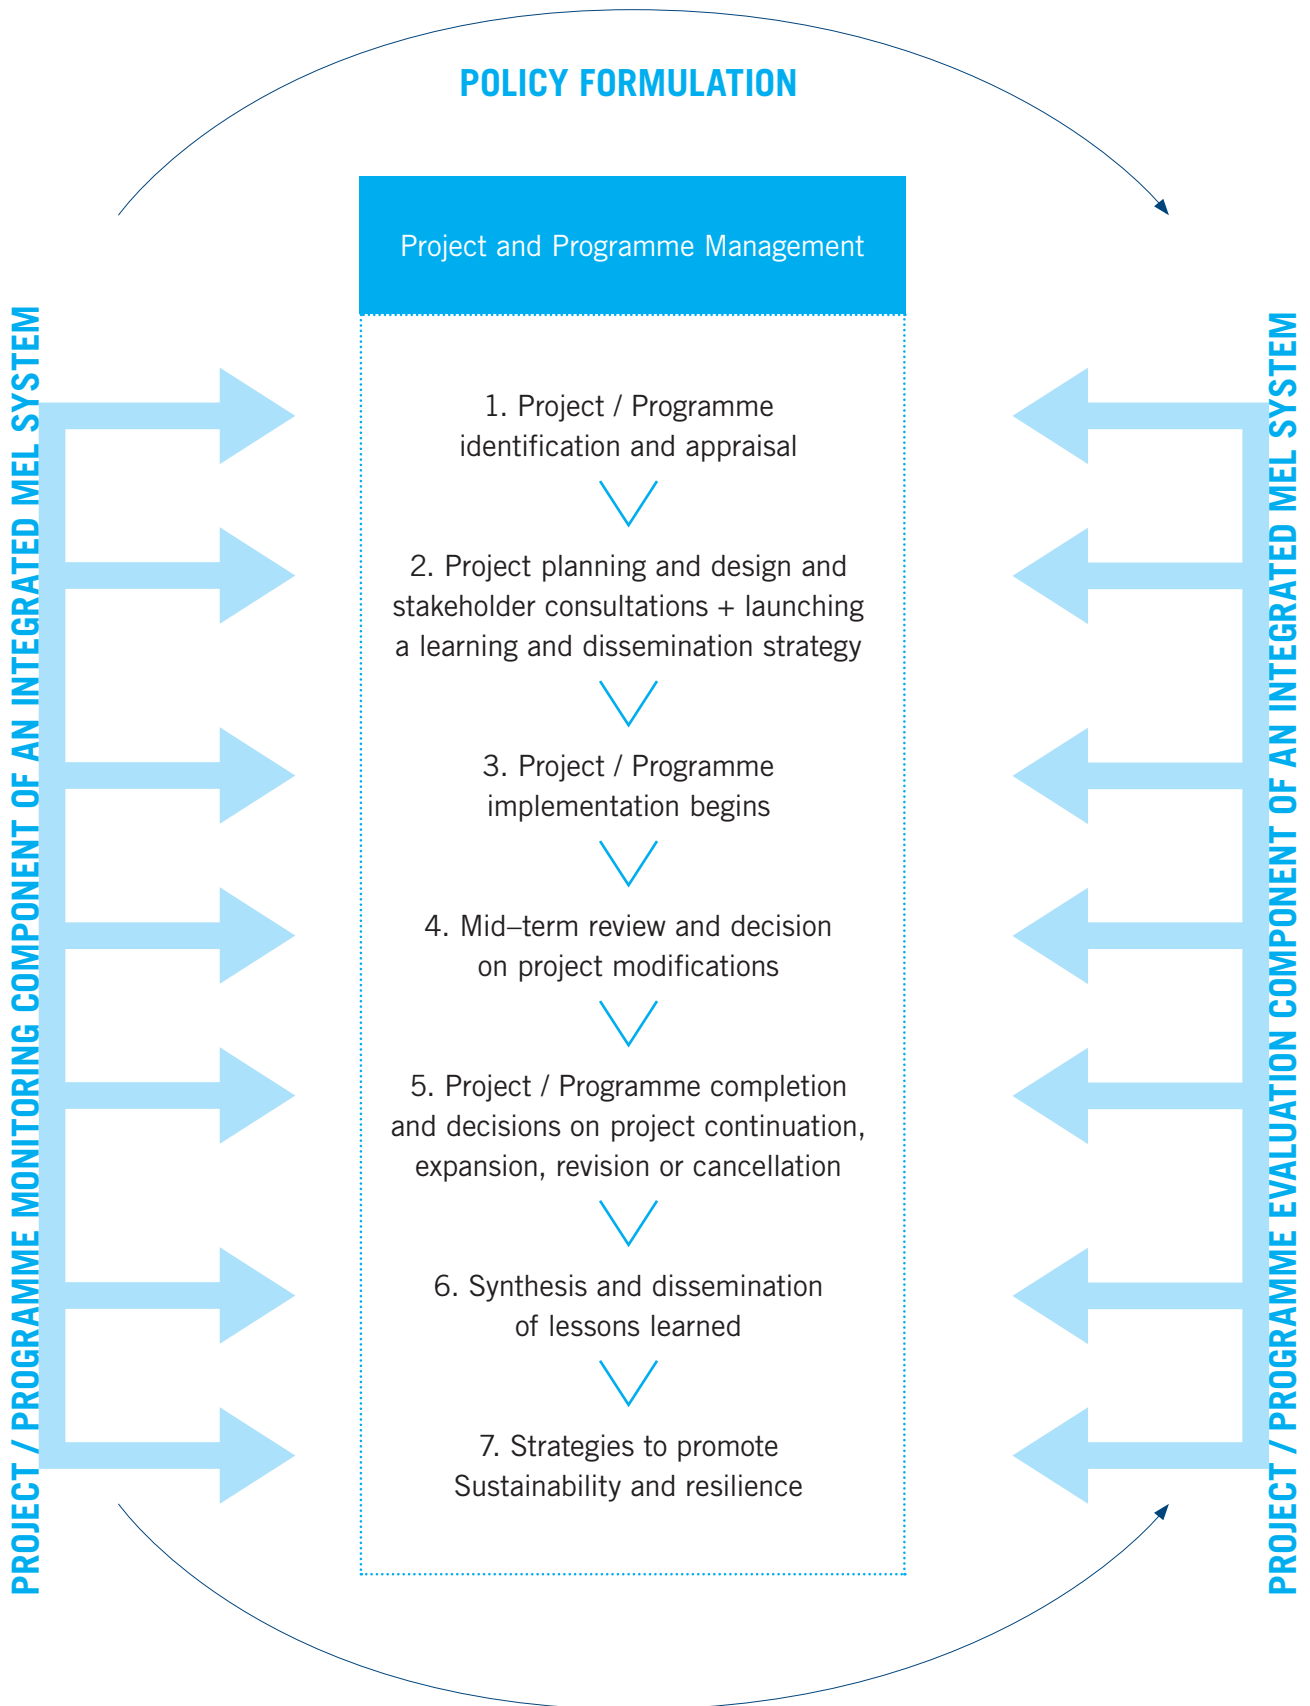 POLICY FORMULATION
Project and Programme Management
PROJECT / PROGRAMME MONITORING COMPONENT OF AN INTEGRATED MEL SYSTEM
1. Project / Programme
identification and appraisal
2. Project planning and design and
stakeholder consultations + launching
a learning and dissemination strategy
3. Project / Programme
implementation begins
4. Mid–term review and decision
on project modifications
5. Project / Programme completion
and decisions on project continuation,
expansion, revision or cancellation
6. Synthesis and dissemination
of lessons learned
7. Strategies to promote
Sustainability and resilience
PROJECT / PROGRAMME EVALUATION COMPONENT OF AN INTEGRATED MEL SYSTEM